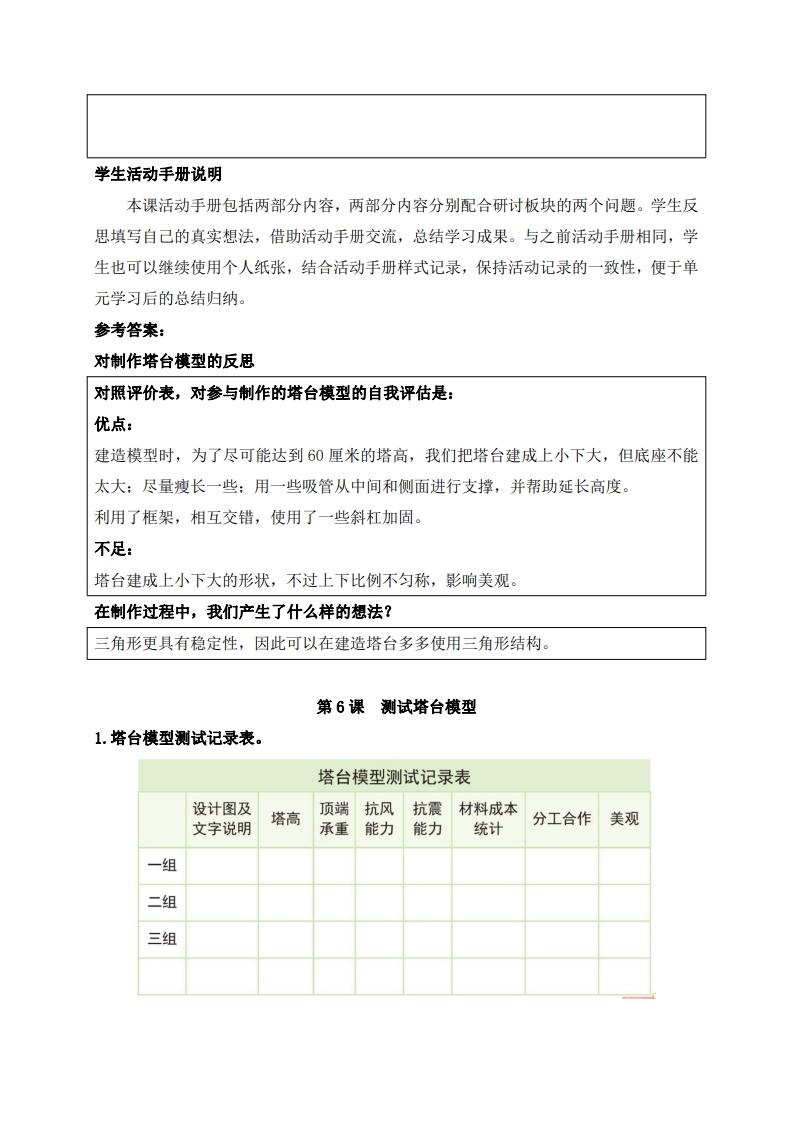 学生活动手册说明
本课活动手册包括两部分内容，两部分内容分别配合研讨板块的两个问题。学生反
思填写自己的真实想法，借助活动手册交流，总结学习成果。与之前活动手册相同，学
生也可以继续使用个人纸张，结合活动手册样式记录，保持活动记录的一致性，便于单
元学习后的总结归纳。
参考答案：
对制作塔台模型的反思
对照评价表，对参与制作的塔台模型的自我评估是：
优点：
建造模型时，为了尽可能达到 60 厘米的塔高，我们把塔台建成上小下大，但底座不能
太大；尽量瘦长一些；用一些吸管从中间和侧面进行支撑，并帮助延长高度。
利用了框架，相互交错，使用了一些斜杠加固。
不足：
塔台建成上小下大的形状，不过上下比例不匀称，影响美观。
在制作过程中，我们产生了什么样的想法？
三角形更具有稳定性，因此可以在建造塔台多多使用三角形结构。
第 6 课 测试塔台模型
1.塔台模型测试记录表。
塔台模型测试记录表
设计图及文字说明 塔高 顶端承重 抗风能力 抗震能力 材料成本统计 分工合作 美观
一组
二组
三组